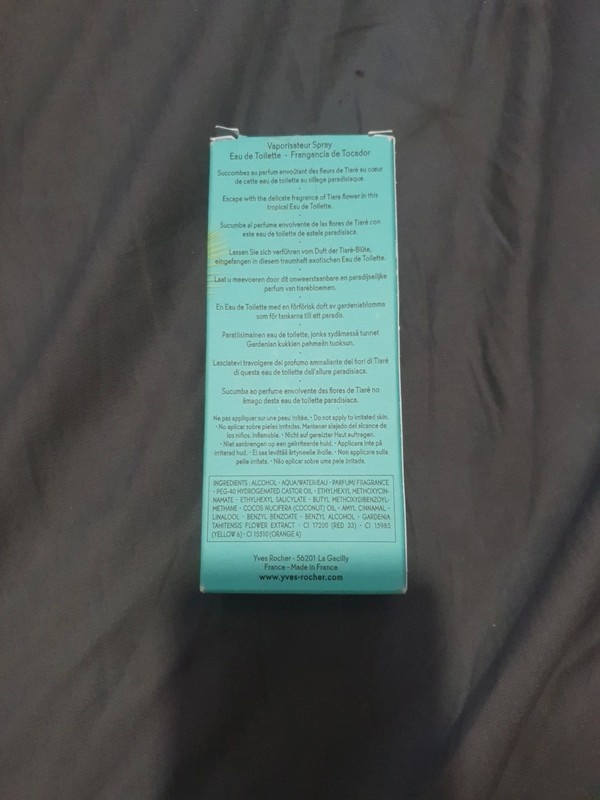 Vaporisateur Spray
Eau de Toilette - Frangancia de Tocador
Succombez au parfum envoûtant des fleurs de Tiaré au cœur
de cette eau de toilette au sillage paradisiaque.
•
Escape with the delicate fragrance of Tiare flower in this
tropical Eau de Toilette.
•
Sucumbe al perfume envolvente de las flores de Tiaré con
este eau de toilette de estela paradisíaca.
•
Lassen Sie sich verführen vom Duft der Tiaré-Blüte,
eingefangen in diesem traumhaft exotischen Eau de Toilette.
•
Laat u meevoeren door dit onweerstaanbare en paradijselijke
parfum van tiarébloemen.
•
En Eau de Toilette med en förförisk doft av gardeniablomma
som för tankarna till ett paradis.
•
Paratiisimainen eau de toilette, jonka sydämessä tunnet
Gardenian kukkien pehmeän tuoksun.
•
Lasciatevi travolgere dal profumo ammaliante dei fiori di Tiaré
di questa eau de toilette dall'allure paradisiaca.
•
Sucumba ao perfume envolvente das flores de Tiaré no
âmago desta eau de toilette paradisíaca.
Ne pas appliquer sur une peau irritée. • Do not apply to irritated skin.
• No aplicar sobre pieles irritadas. Mantener alejado del alcance de
los niños. Inflamable. • Nicht auf gereizter Haut auftragen.
• Niet aanbrengen op een geïrriteerde huid. • Applicera inte på
irriterad hud. • Ei saa levittää ärtyneelle iholle. • Non applicare sulla
pelle irritata. • Não aplicar sobre uma pele irritada.
INGREDIENTS : ALCOHOL • AQUA/WATER/EAU • PARFUM/FRAGRANCE
• PEG-40 HYDROGENATED CASTOR OIL • ETHYLHEXYL METHOXYCIN-
NAMATE • ETHYLHEXYL SALICYLATE • BUTYL METHOXYDIBENZOYL-
METHANE • COCOS NUCIFERA (COCONUT) OIL • AMYL CINNAMAL •
LINALOOL • BENZYL BENZOATE • BENZYL ALCOHOL • GARDENIA
TAHITENSIS FLOWER EXTRACT • CI 17200 (RED 33) • CI 15985
(YELLOW 6) • CI 15510 (ORANGE 4)
Yves Rocher - 56201 La Gacilly
France - Made in France
www.yves-rocher.com